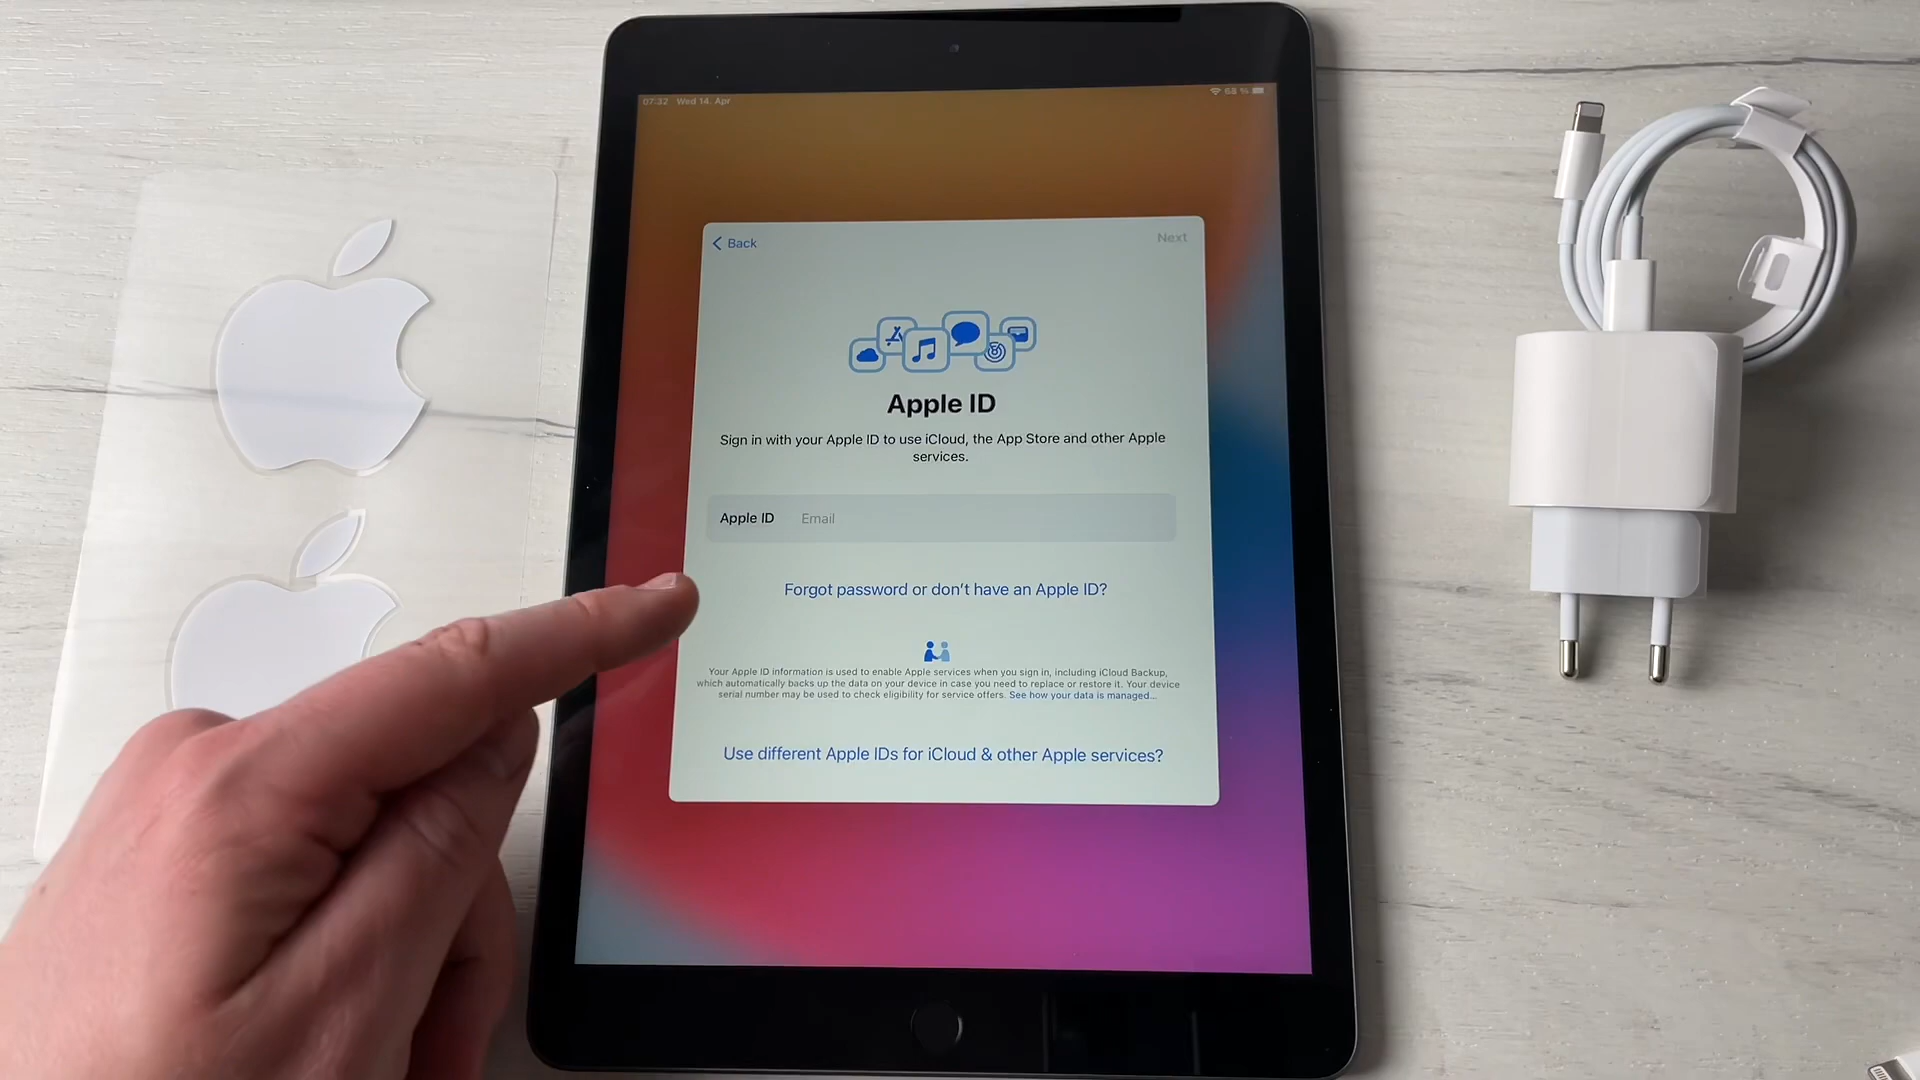 07:32 Wed 14. Apr
68 %
Back
Next
Apple ID
Sign in with your Apple ID to use iCloud, the App Store and other Apple
services.
Apple ID Email
Forgot password or don't have an Apple ID?
Your Apple ID information is used to enable Apple services when you sign in, including iCloud Backup,
which automatically backs up the data on your device in case you need to replace or restore it. Your device
serial number may be used to check eligibility for service offers. See how your data is managed...
Use different Apple IDs for iCloud & other Apple services?